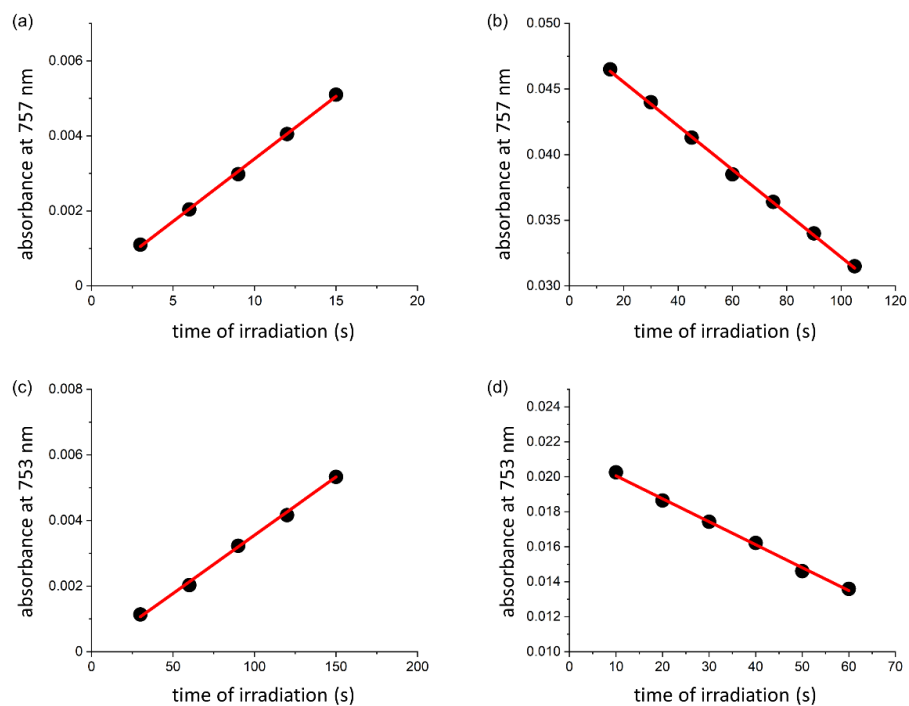 (a)
absorbance at 757 nm
0.006
0.004
0.002
0
0 5 10 15 20
time of irradiation (s)
(b)
absorbance at 757 nm
0.050
0.045
0.040
0.035
0.030
0 20 40 60 80 100 120
time of irradiation (s)
(c)
absorbance at 753 nm
0.008
0.006
0.004
0.002
0
0 50 100 150 200
time of irradiation (s)
(d)
absorbance at 753 nm
0.024
0.022
0.020
0.018
0.016
0.014
0.012
0.010
0 10 20 30 40 50 60 70
time of irradiation (s)